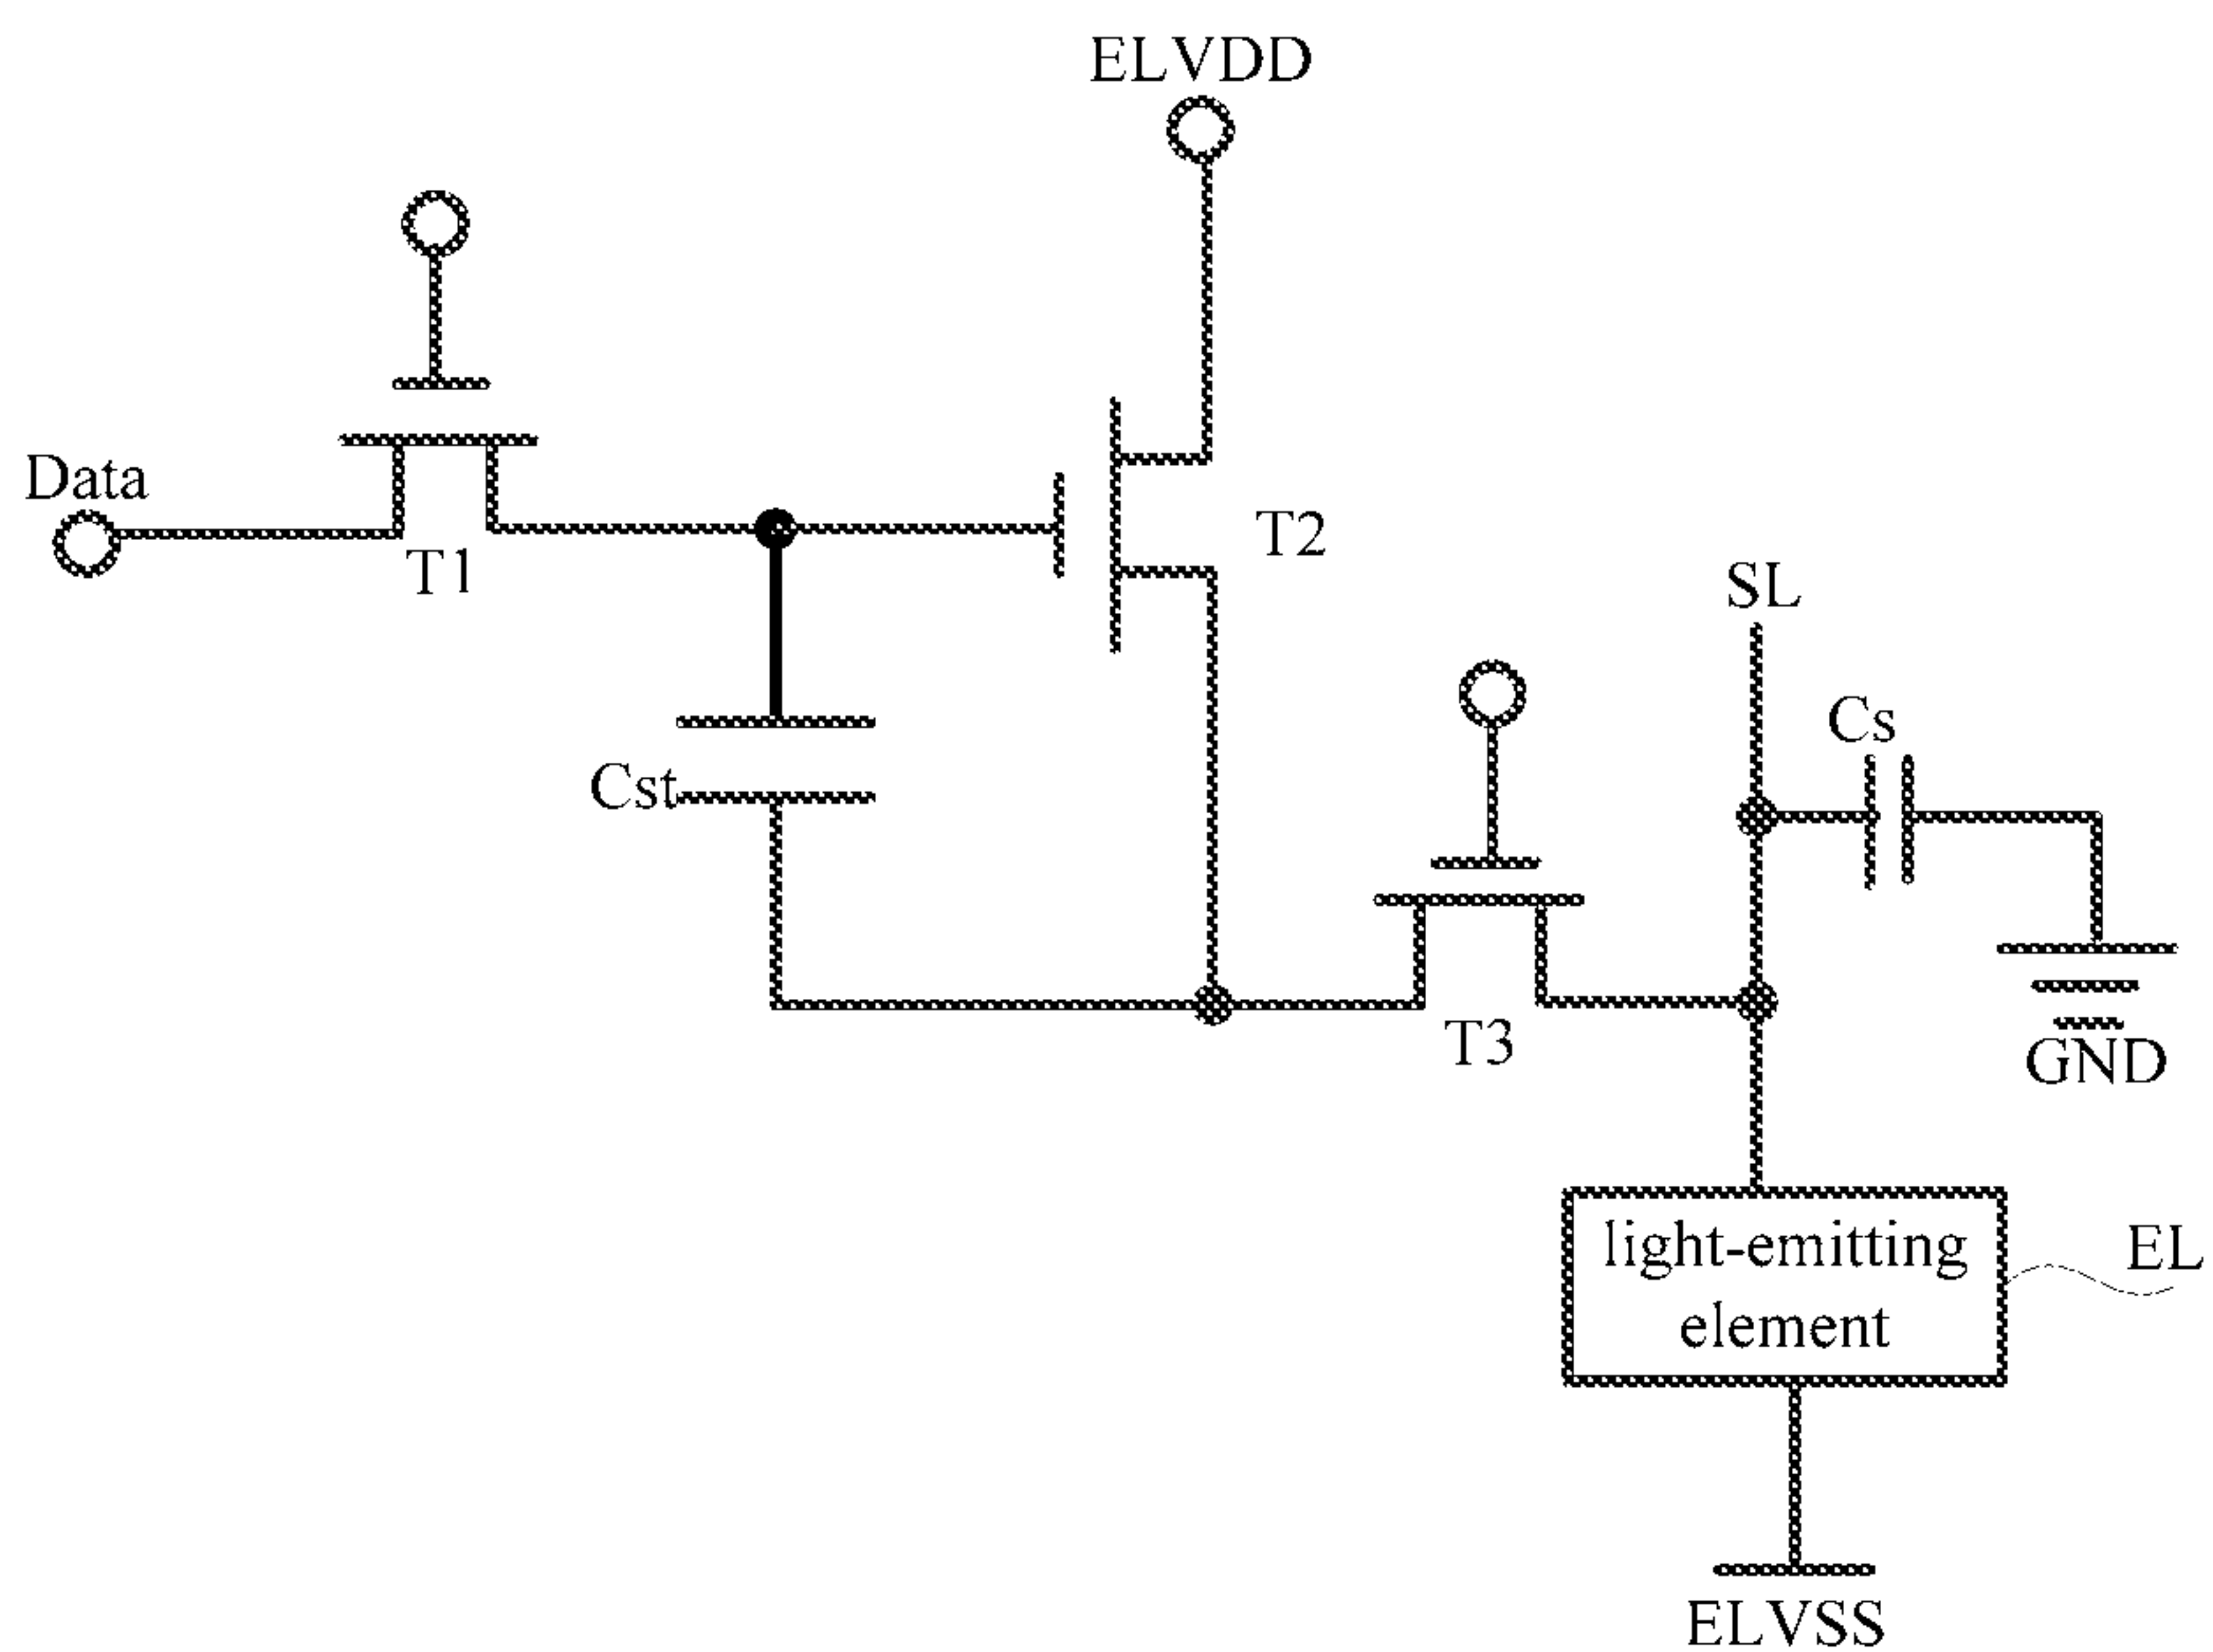 ELVDD
Data
T1
T2
SL
Cs
Cst
T3
GND
light-emitting
element
EL
ELVSS